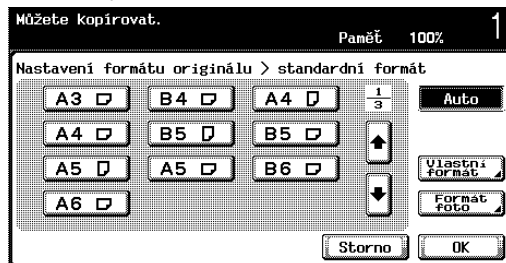 Můžete kopírovat.
Paměť 100% 1
Nastavení formátu originálu > standardní formát
A3 B4 A4 1/3 Auto
A4 B5 B5
A5 A5 B6 Vlastní formát
A6 Formát foto
Storno OK